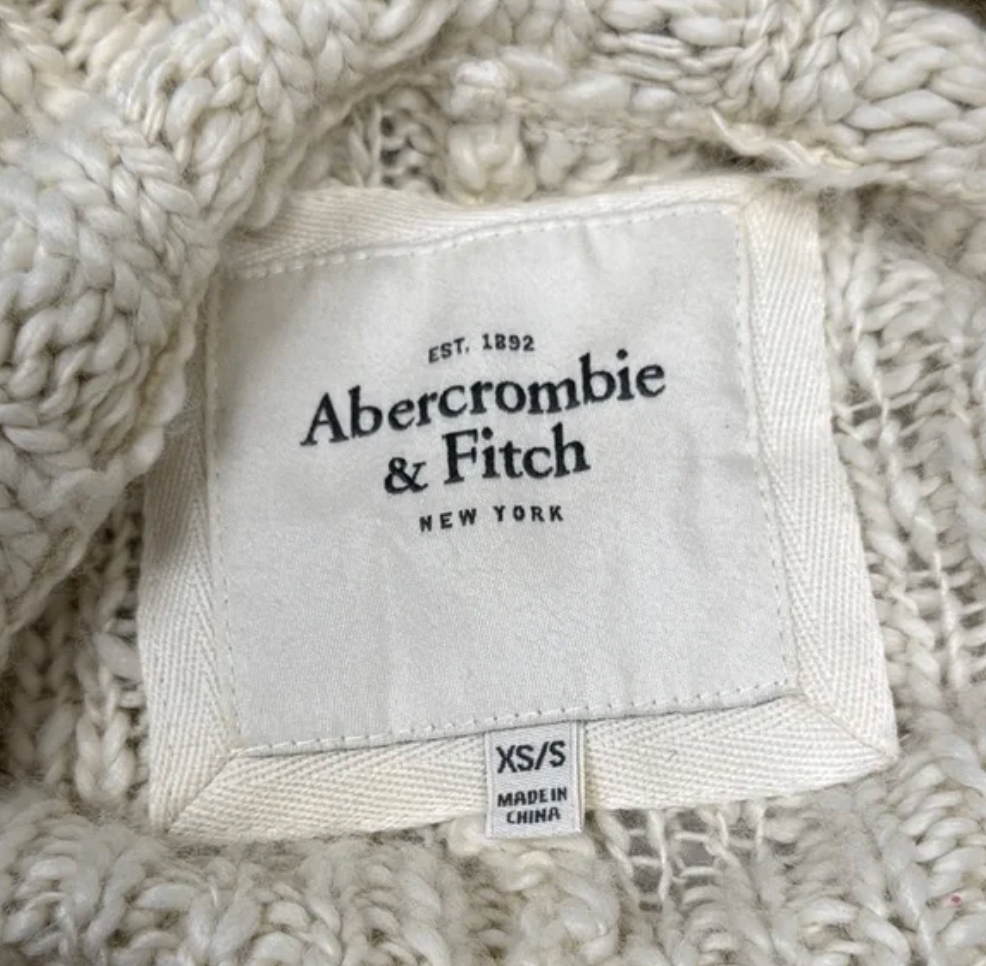 EST. 1892
Abercrombie
& Fitch
NEW YORK
XS/S
MADE IN
CHINA